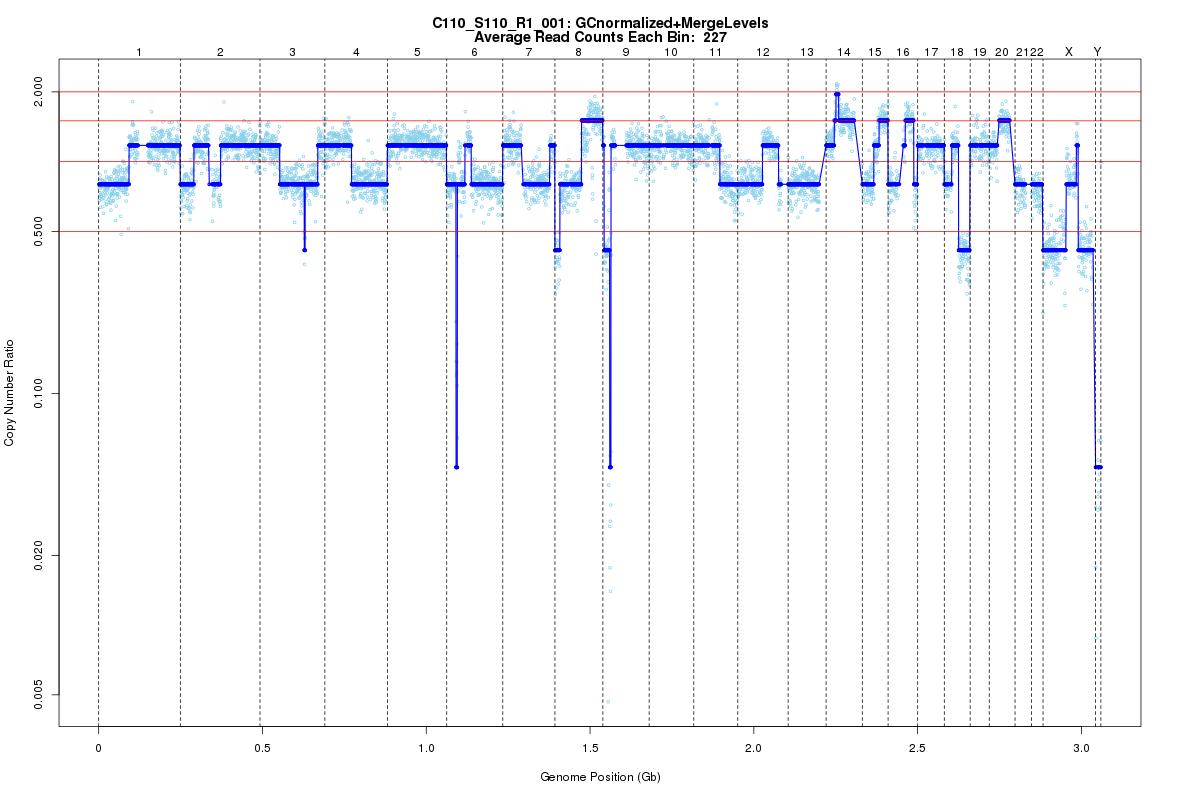 C110_S110_R1_001: GCnormalized+MergeLevels
Average Read Counts Each Bin: 227
1 2 3 4 5 6 7 8 9 10 11 12 13 14 15 16 17 18 19 20 21 22 X Y
2.000
0.500
0.100
0.020
0.005
Copy Number Ratio
0 0.5 1.0 1.5 2.0 2.5 3.0
Genome Position (Gb)